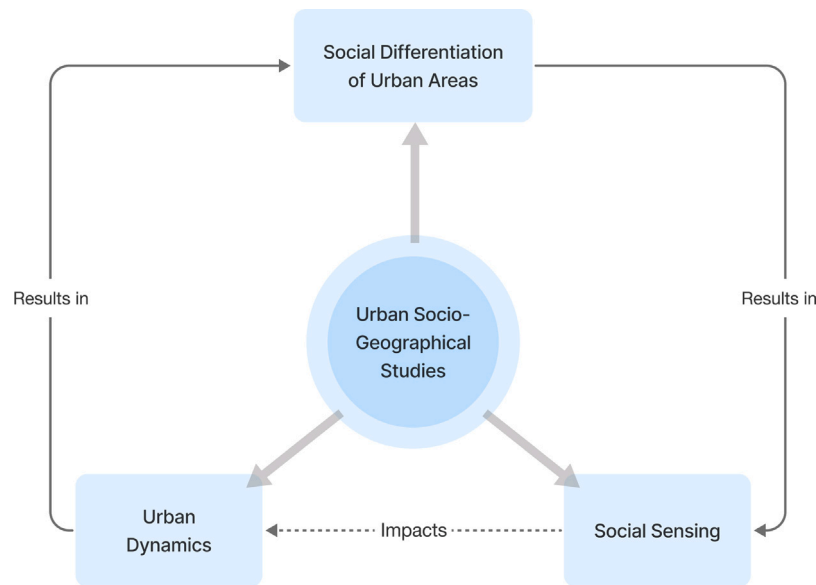 Social Differentiation
of Urban Areas
Results in
Results in
Urban Socio-
Geographical
Studies
Urban
Dynamics
Impacts
Social Sensing